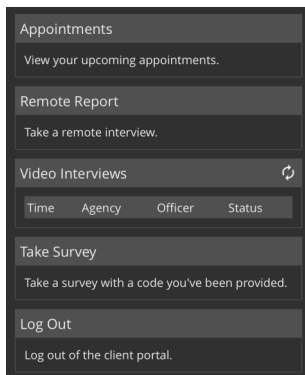 Appointments
View your upcoming appointments.
Remote Report
Take a remote interview.
Video Interviews
Time Agency Officer Status
Take Survey
Take a survey with a code you've been provided.
Log Out
Log out of the client portal.